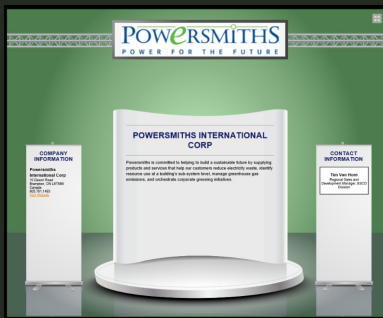 POWERSMITHS
POWER FOR THE FUTURE
COMPANY
INFORMATION
Powersmiths
International Corp
Brampton, ON
Canada
POWERSMITHS INTERNATIONAL
CORP
Powersmiths is committed to helping to build a sustainable future by supplying
products and services that help our customers reduce electricity waste, identify
resource use at a building's sub-system level, manage greenhouse gas
emissions, and orchestrate corporate greening initiatives.
CONTACT
INFORMATION
Tim Van Horn
Regional Sales and
Development Manager,
Division